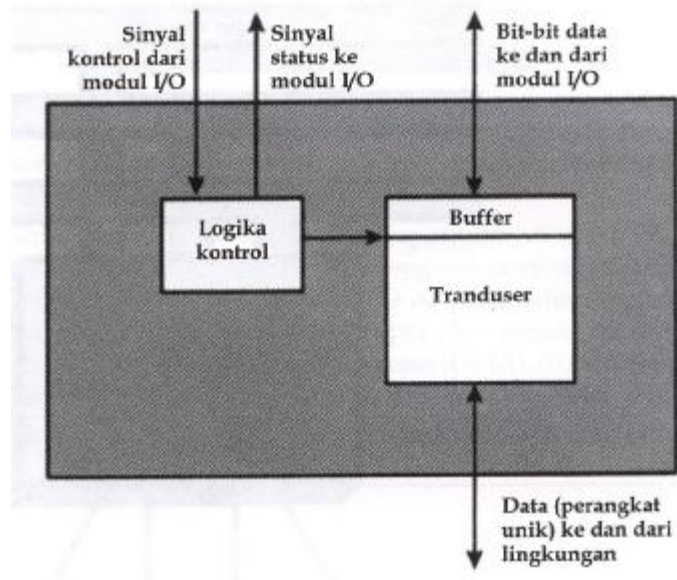 Sinyal
kontrol dari
modul I/O
Sinyal
status ke
modul I/O
Bit-bit data
ke dan dari
modul I/O
Logika
kontrol
Buffer
Tranduser
Data (perangkat
unik) ke dan dari
lingkungan